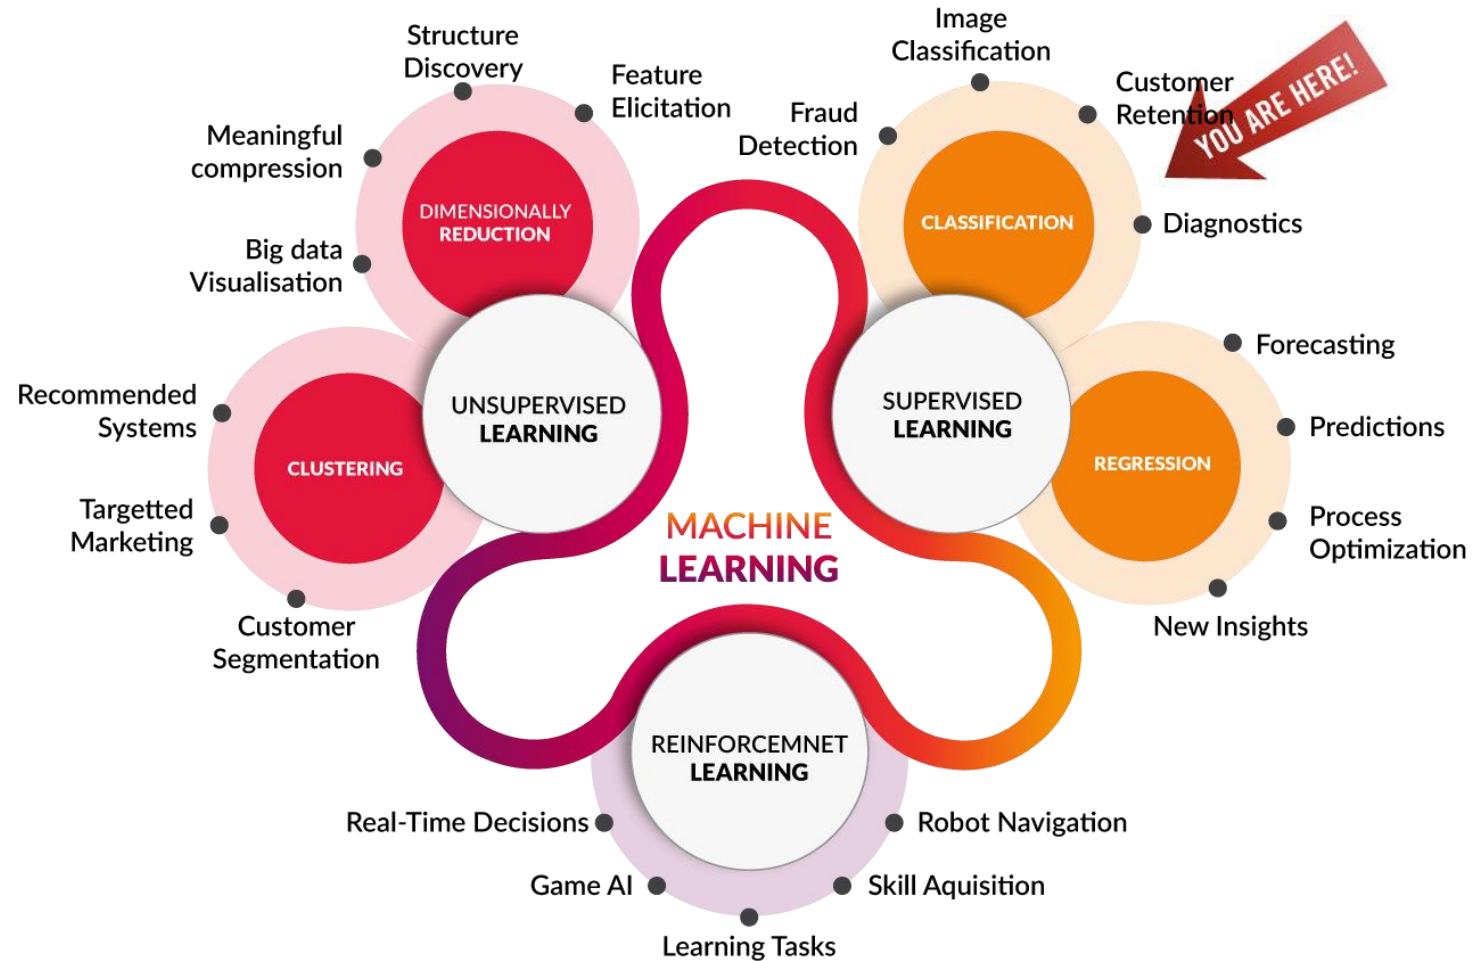 Structure
Discovery
Feature
Elicitation
Meaningful
compression
Big data
Visualisation
DIMENSIONALLY
REDUCTION
Recommended
Systems
Targetted
Marketing
Customer
Segmentation
CLUSTERING
UNSUPERVISED
LEARNING
Image
Classification
Customer
Retention
YOU ARE HERE!
Fraud
Detection
Diagnostics
CLASSIFICATION
SUPERVISED
LEARNING
Forecasting
Predictions
Process
Optimization
New Insights
REGRESSION
MACHINE
LEARNING
REINFORCEMNET
LEARNING
Real-Time Decisions
Game AI
Learning Tasks
Skill Aquisition
Robot Navigation